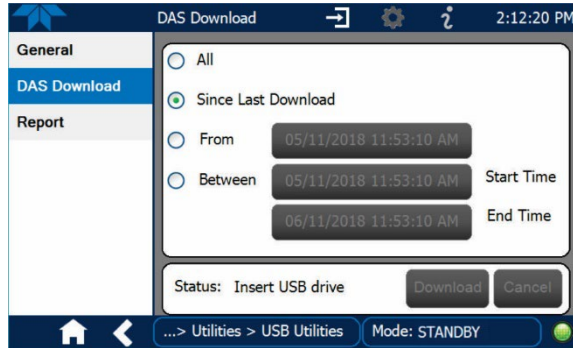 DAS Download
2:12:20 PM
General
DAS Download
Report
All
Since Last Download
From 05/11/2018 11:53:10 AM
Between 05/11/2018 11:53:10 AM Start Time
06/11/2018 11:53:10 AM End Time
Status: Insert USB drive Download Cancel
...> Utilities > USB Utilities Mode: STANDBY